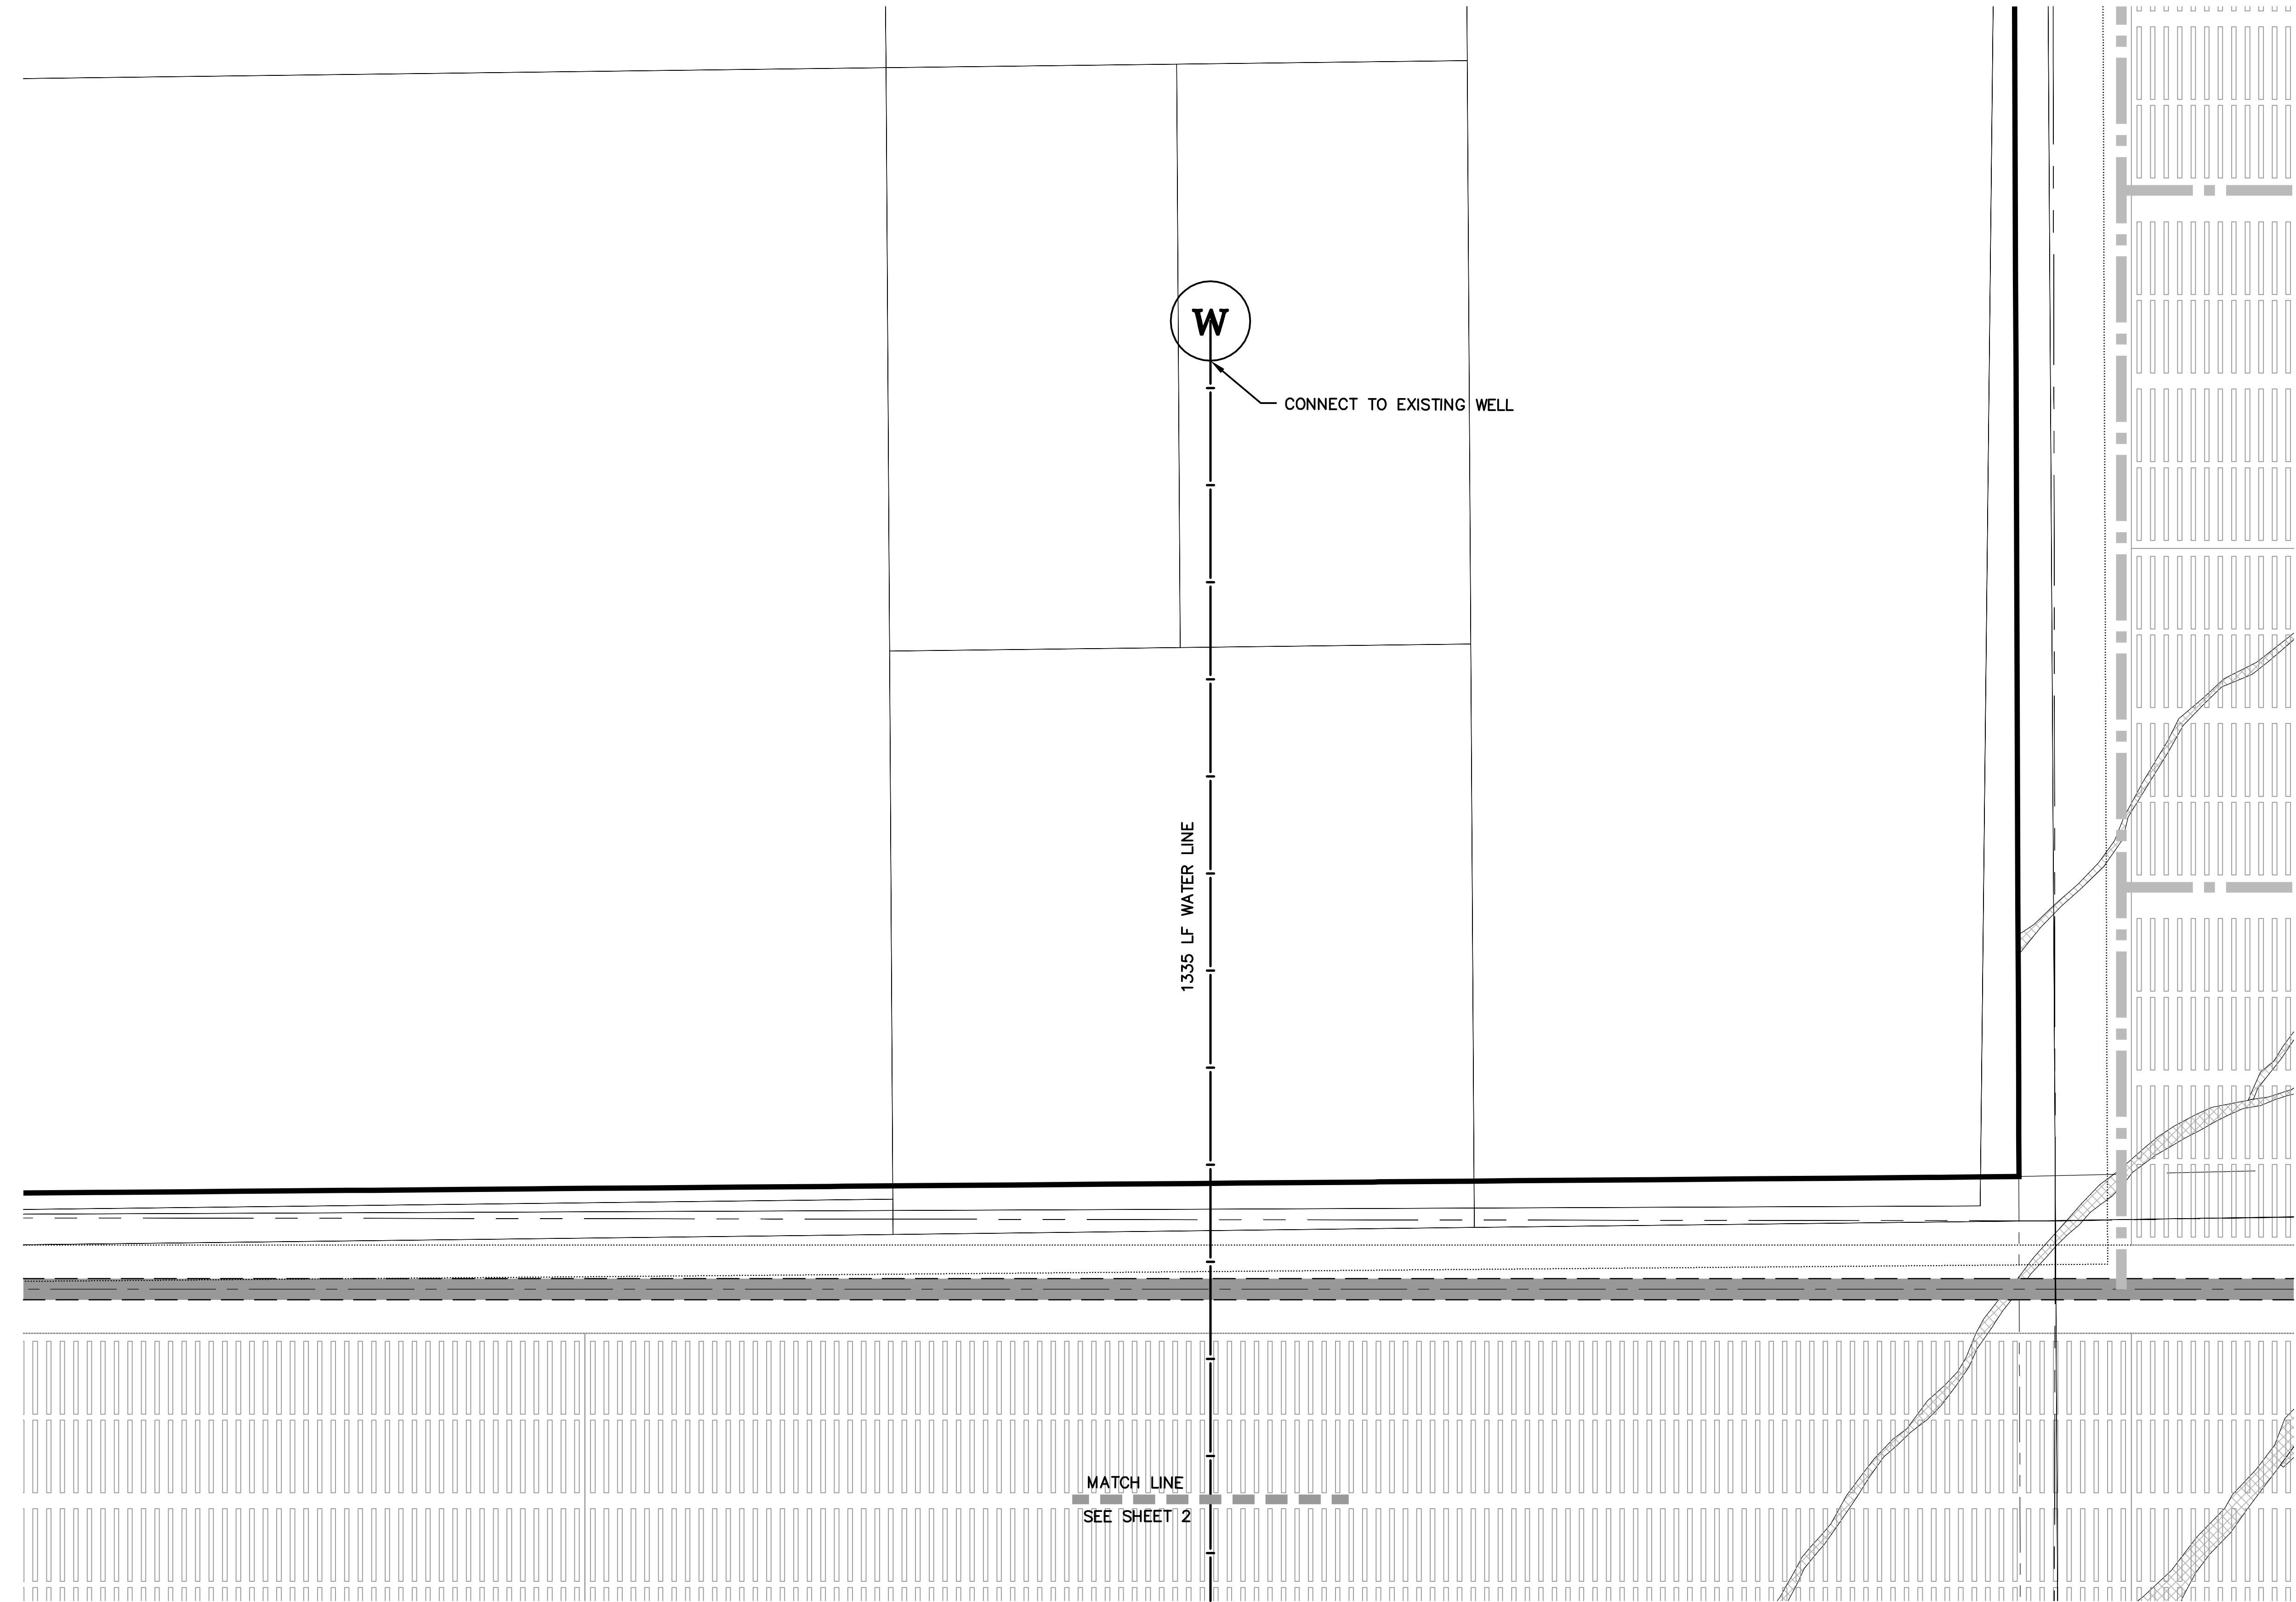 W
CONNECT TO EXISTING WELL
1335 LF WATER LINE
MATCH LINE
SEE SHEET 2